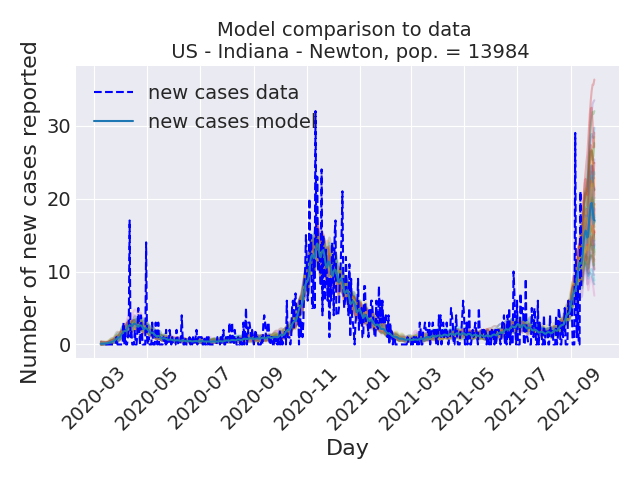 Model comparison to data
US - Indiana - Newton, pop. = 13984
new cases data
new cases model
Number of new cases reported
30
20
10
0
2020-03
2020-05
2020-07
2020-09
2020-11
2021-01
2021-03
2021-05
2021-07
2021-09
Day